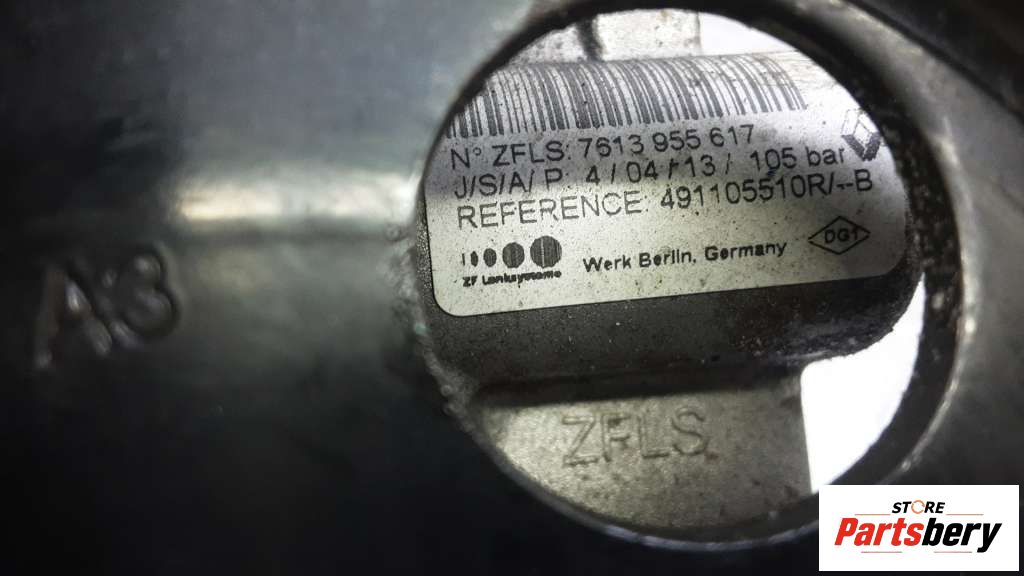 N° ZFLS: 7613 955 617
J/S/A/ P: 4 / 04 / 13 / 105 bar
REFERENCE: 491105510R/--B
ZF Lenksysteme
Werk Berlin, Germany
DG1
ZFLS
A3
STORE
Partsbery